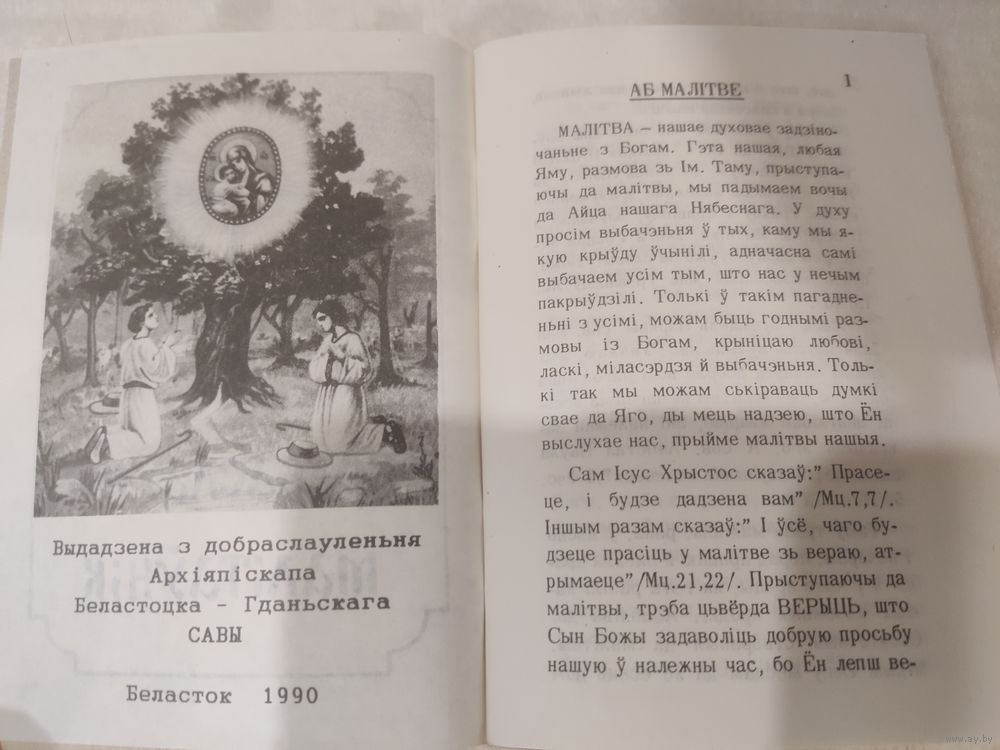 Выдадзена з добраслауленьня
Архіяпіскапа
Беластоцка - Гданьскага
САВЫ
Беласток 1990
1
АБ МАЛІТВЕ
МАЛІТВА — нашае духовае задзіно-
чаньне з Богам. Гэта нашая, любая
Яму, размова зь Ім. Таму, прыступа-
ючы да малітвы, мы падымаем вочы
да Айца нашага Нябеснага. У духу
просім выбачэньня ў тых, каму мы я-
кую крыўду ўчынілі, адначасна самі
выбачаем усім тым, што нас у нечым
пакрыўдзілі. Толькі ў такім пагадне-
ньні з усімі, можам быць годнымі раз-
мовы із Богам, крыніцаю любові,
ласкі, міласэрдзя й выбачэньня. Толь-
кі так мы можам скіраваць думкі
свае да Яго, ды мець надзею, што Ён
выслухае нас, прыйме малітвы нашыя.
Сам Ісус Хрыстос сказаў:" Прасе-
це, і будзе дадзена вам" /Мц.7,7/.
Іншым разам сказаў:" І ўсё, чаго бу-
дзеце прасіць у малітве зь вераю, ат-
рымаеце"/Мц.21,22/. Прыступаючы да
малітвы, трэба цьвёрда ВЕРЫЦЬ, што
Сын Божы задаволіць добрую просьбу
нашую ў належны час, бо Ён лепш ве-
www.ay.by